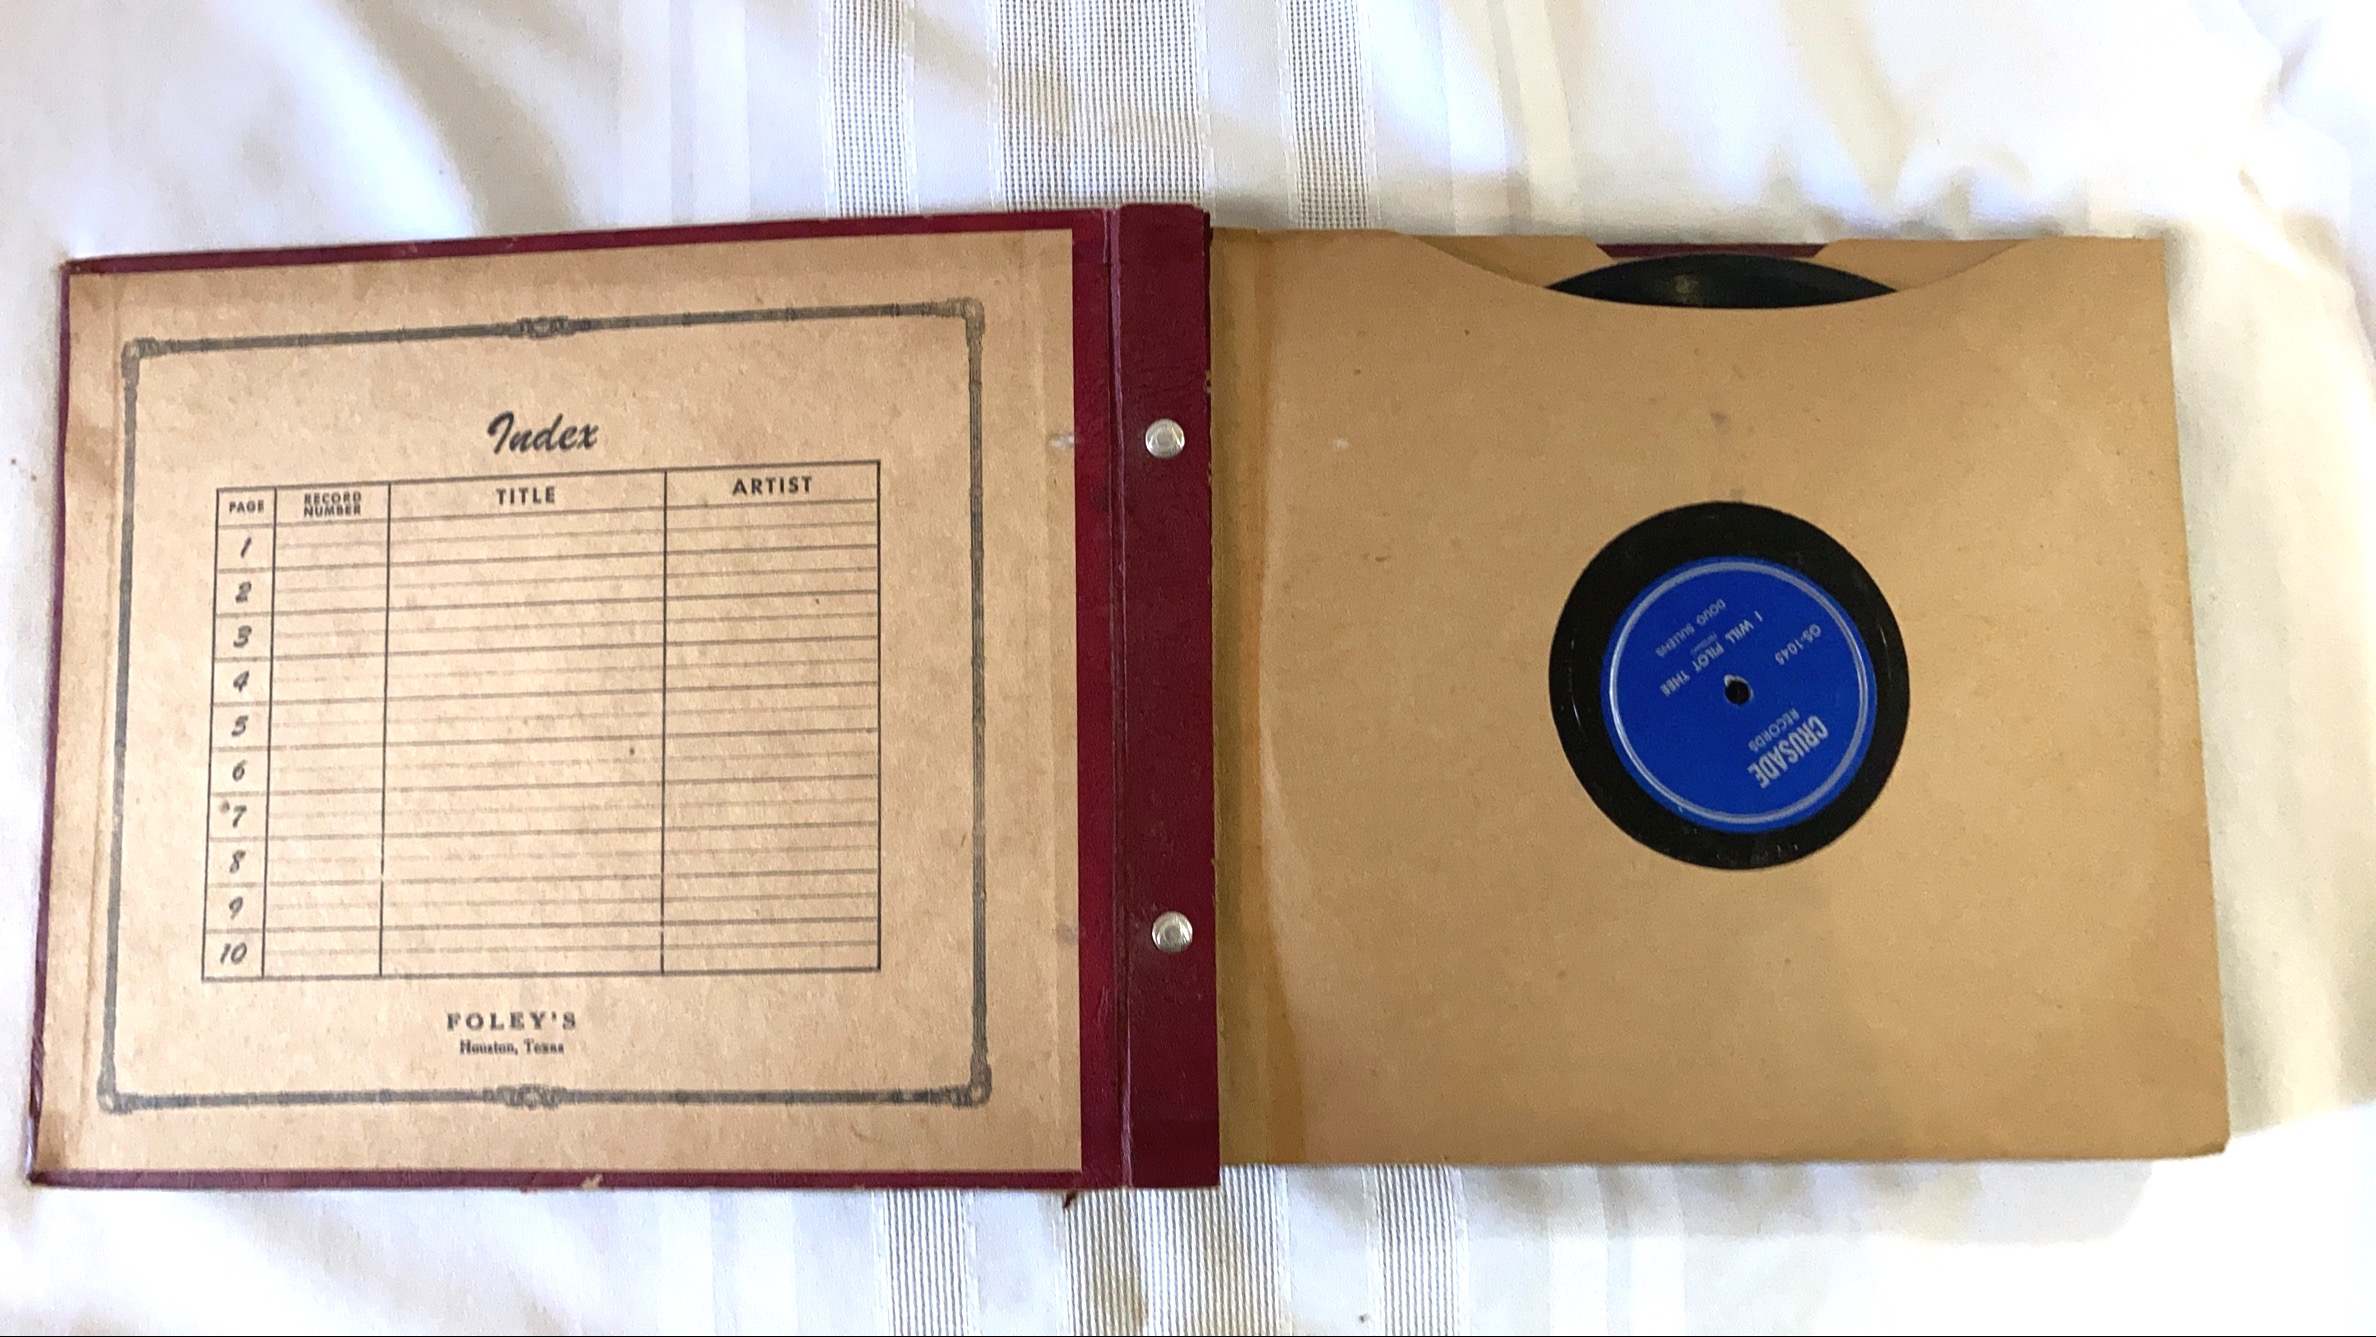 Index
PAGE RECORD NUMBER TITLE ARTIST
1
2
3
4
5
6
7
8
9
10
FOLEY'S
Houston, Texas
CRUSADE
RECORDS
OS-1045
I WILL PILOT THEE
DOUG SULLENS